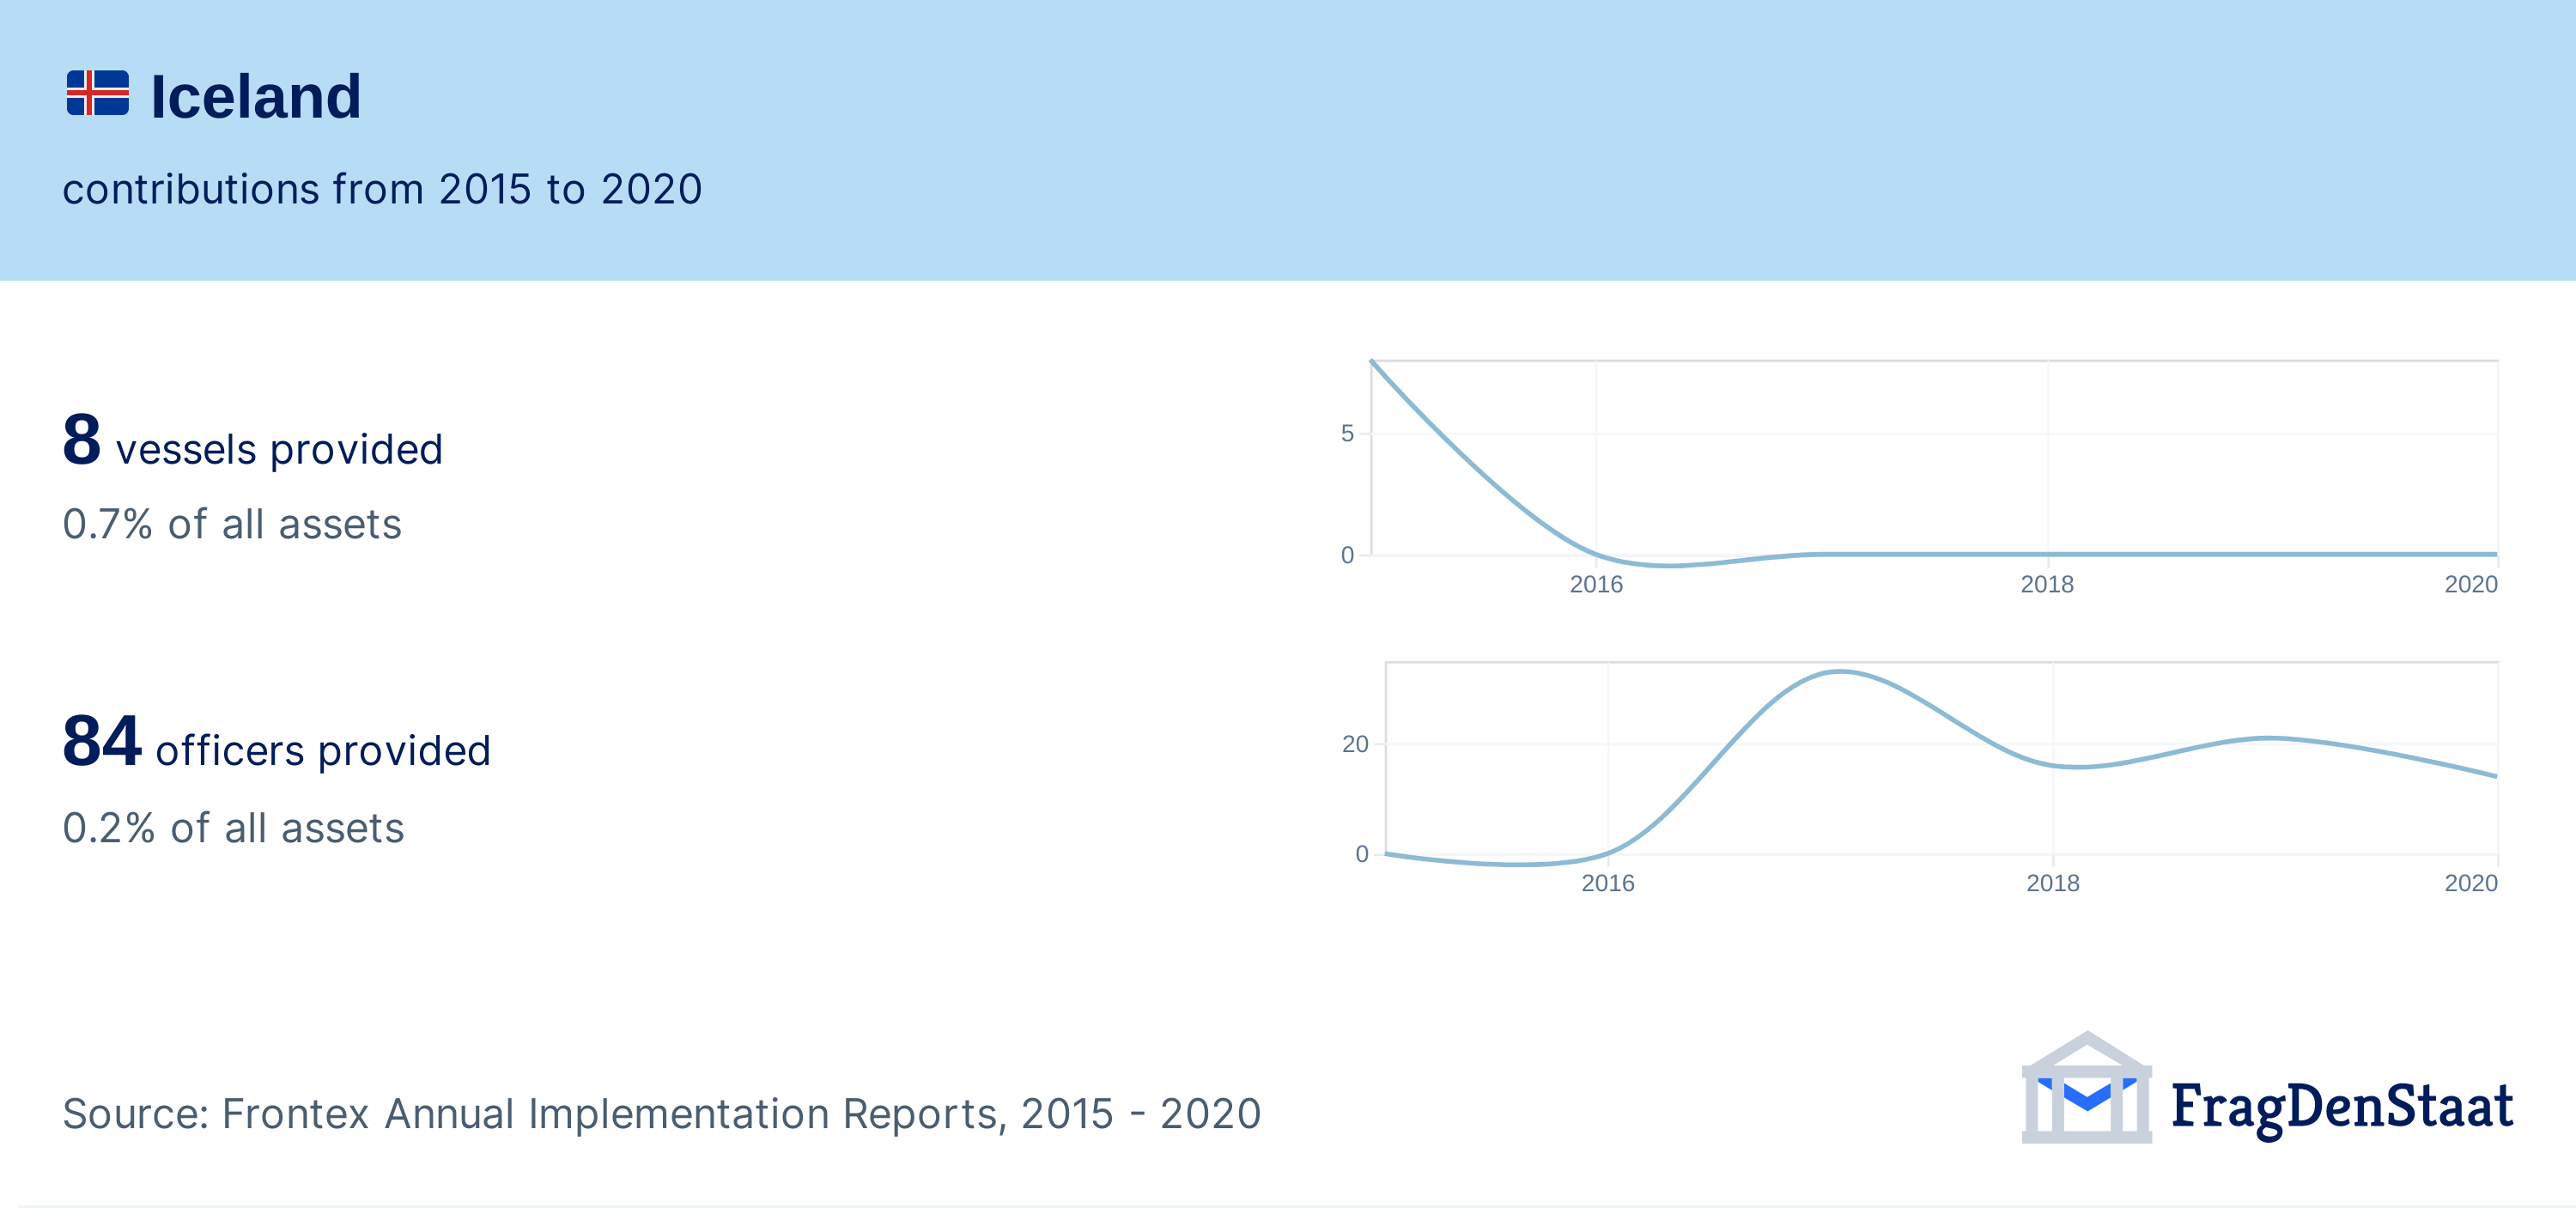 Iceland
contributions from 2015 to 2020
8 vessels provided
0.7% of all assets
5
0
2016 2018 2020
84 officers provided
0.2% of all assets
20
0
2016 2018 2020
Source: Frontex Annual Implementation Reports, 2015 - 2020
FragDenStaat